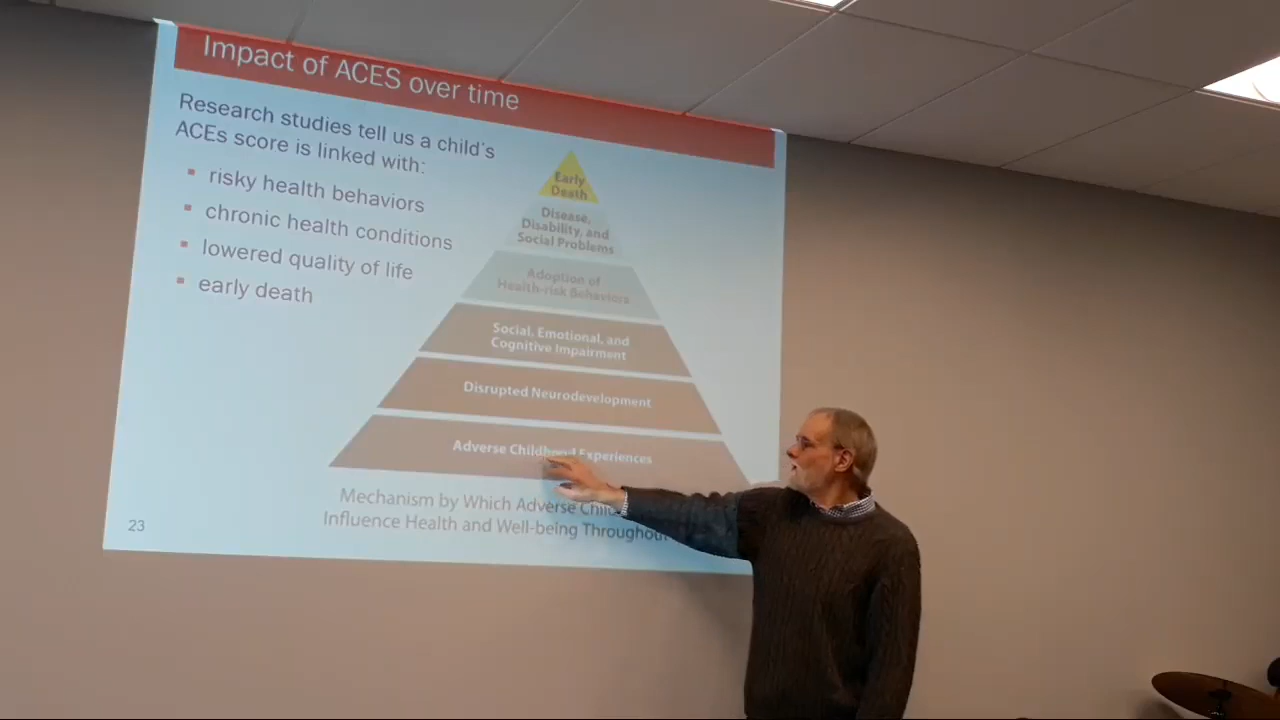 Impact of ACES over time
Research studies tell us a child's
ACEs score is linked with:
risky health behaviors
chronic health conditions
lowered quality of life
early death
Early
Death
Disease,
Disability, and
Social Problems
Adoption of
Health-risk Behaviors
Social, Emotional, and
Cognitive Impairment
Disrupted Neurodevelopment
Adverse Childhood Experiences
Mechanism by Which Adverse
Influence Health and Well-being Throughout
23